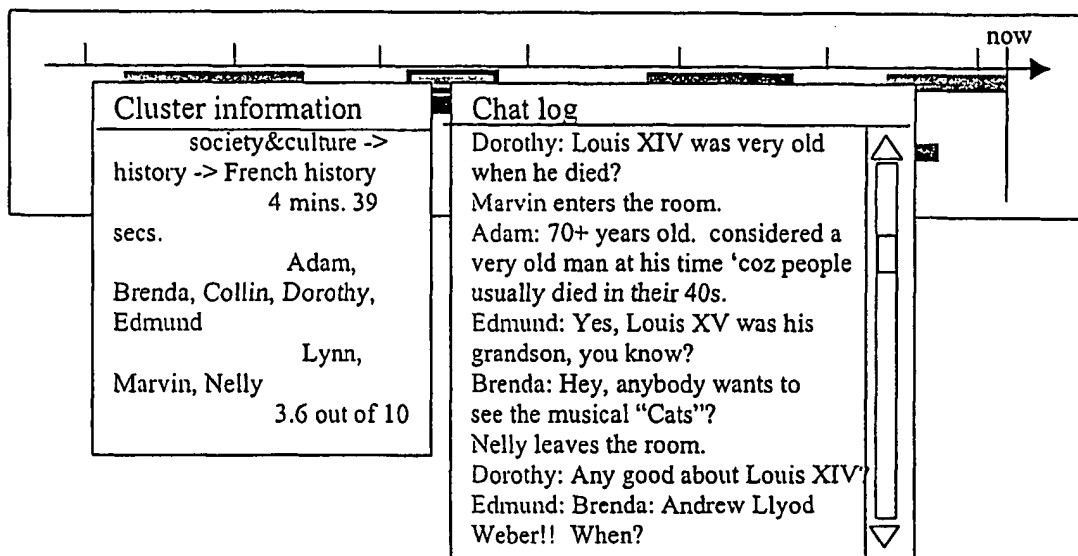 now
Cluster information
society&culture ->
history -> French history
4 mins. 39
secs.
Adam,
Brenda, Collin, Dorothy,
Edmund
Lynn,
Marvin, Nelly
3.6 out of 10
Chat log
Dorothy: Louis XIV was very old
when he died?
Marvin enters the room.
Adam: 70+ years old. considered a
very old man at his time ‘coz people
usually died in their 40s.
Edmund: Yes, Louis XV was his
grandson, you know?
Brenda: Hey, anybody wants to
see the musical “Cats”?
Nelly leaves the room.
Dorothy: Any good about Louis XIV?
Edmund: Brenda: Andrew Llyod
Weber!! When?